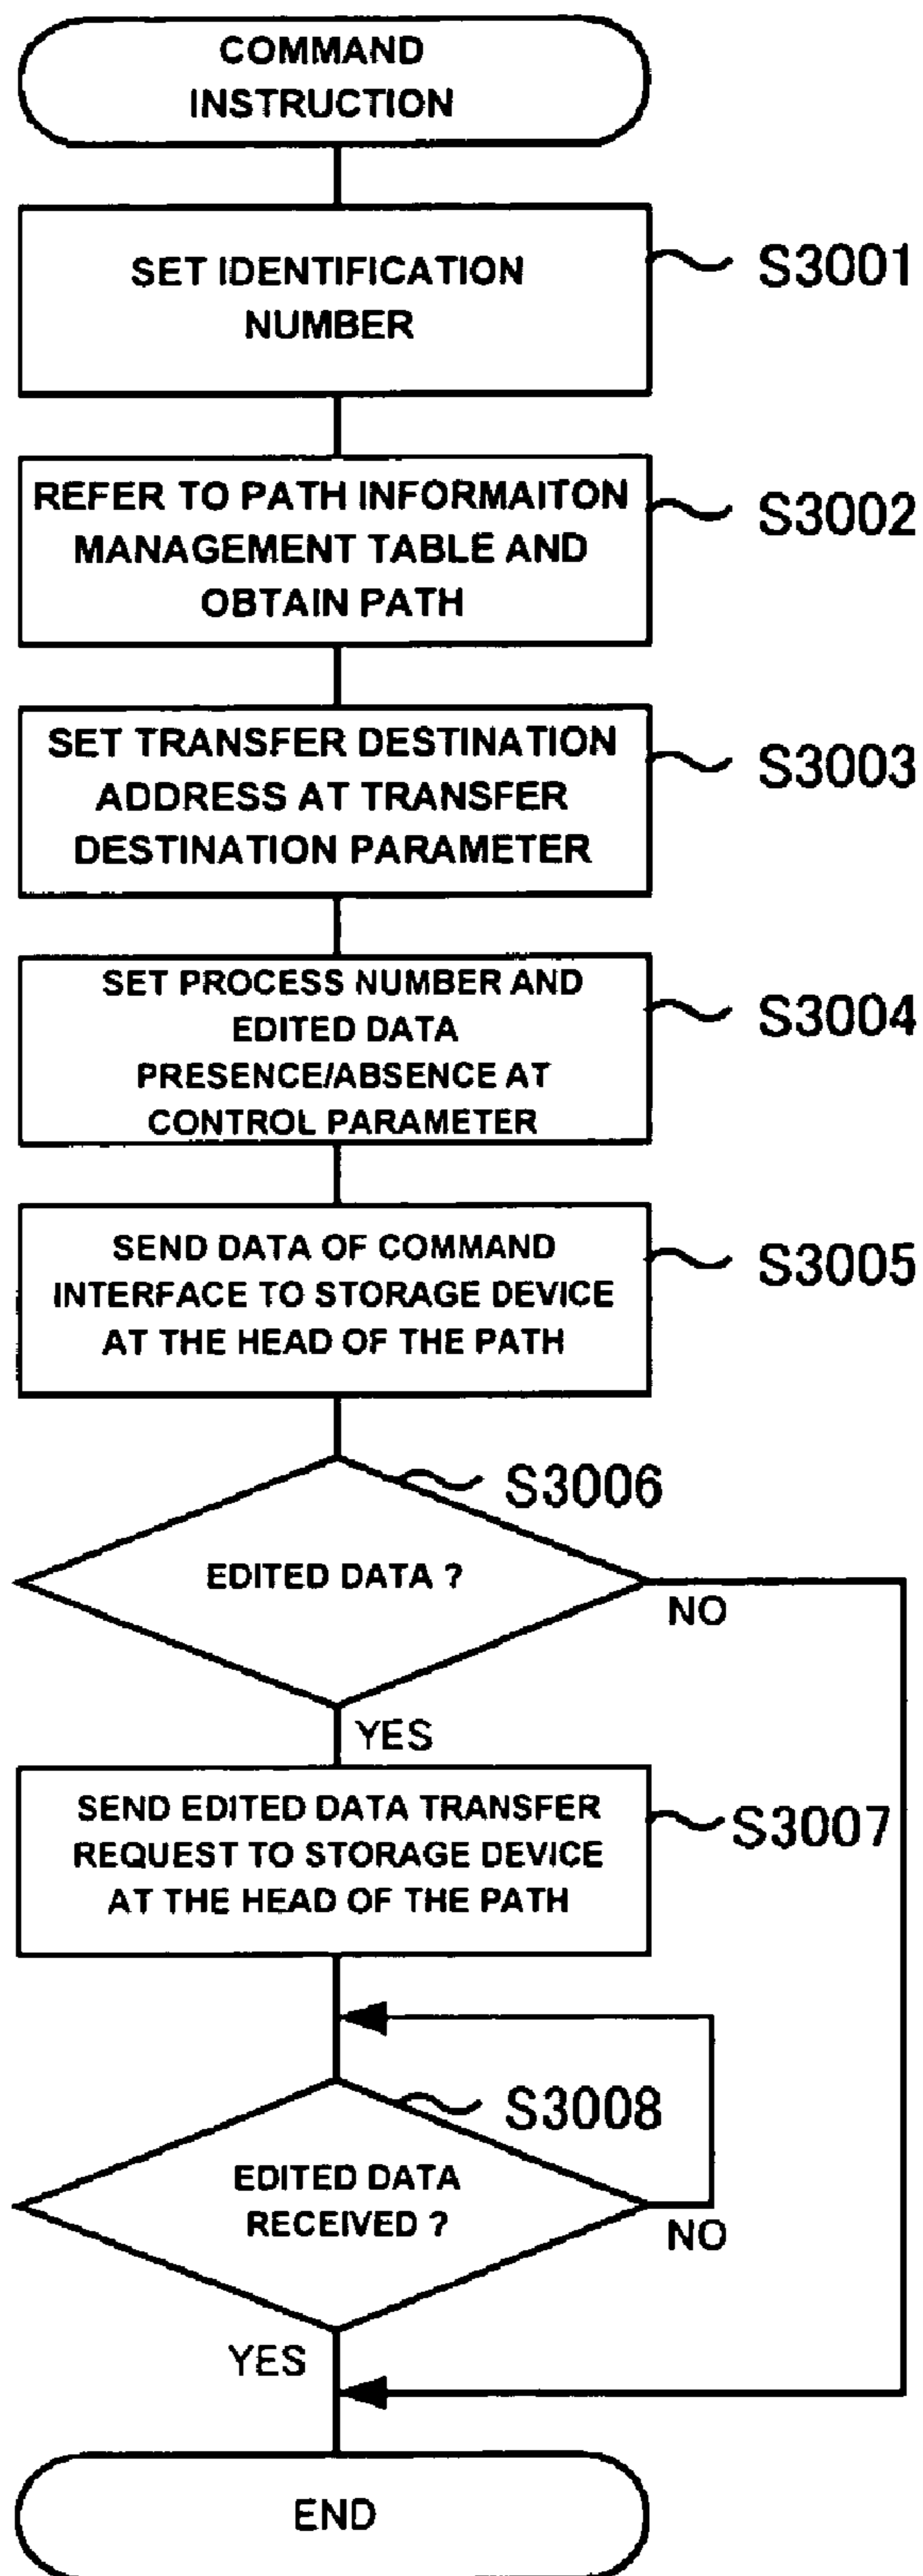 COMMAND
INSTRUCTION
SET IDENTIFICATION
NUMBER
S3001
REFER TO PATH INFORMAITON
MANAGEMENT TABLE AND
OBTAIN PATH
S3002
SET TRANSFER DESTINATION
ADDRESS AT TRANSFER
DESTINATION PARAMETER
S3003
SET PROCESS NUMBER AND
EDITED DATA
PRESENCE/ABSENCE AT
CONTROL PARAMETER
S3004
SEND DATA OF COMMAND
INTERFACE TO STORAGE DEVICE
AT THE HEAD OF THE PATH
S3005
S3006
EDITED DATA ?
NO
YES
SEND EDITED DATA TRANSFER
REQUEST TO STORAGE DEVICE
AT THE HEAD OF THE PATH
S3007
S3008
EDITED DATA
RECEIVED ?
NO
YES
END